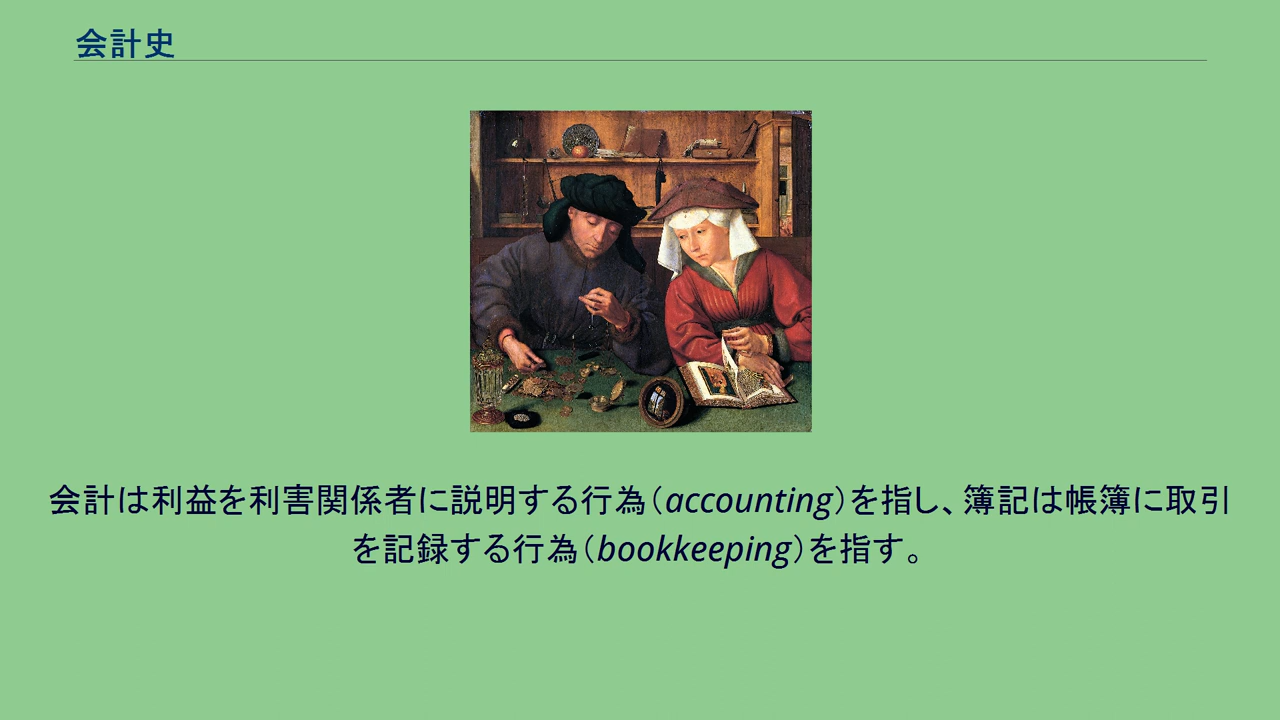 会計史
会計は利益を利害関係者に説明する行為（accounting）を指し、簿記は帳簿に取引
を記録する行為（bookkeeping）を指す。